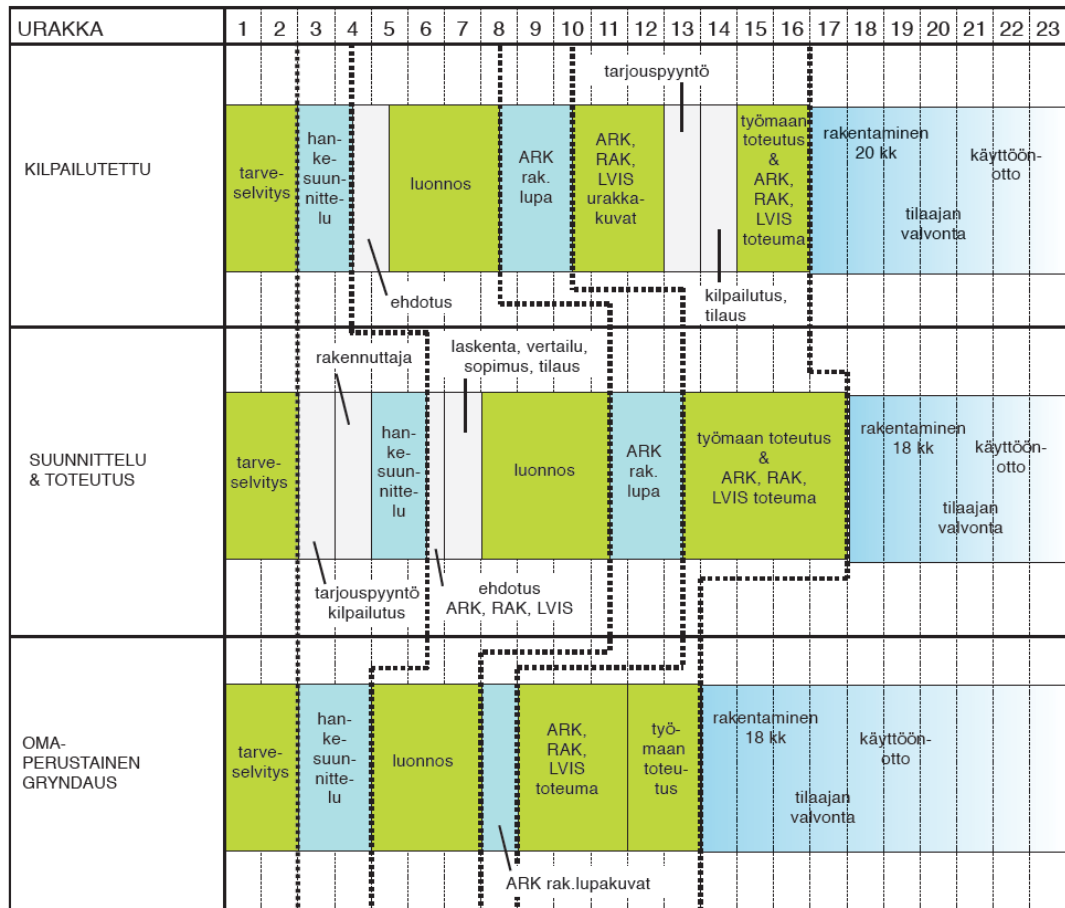 URAKKA 1 2 3 4 5 6 7 8 9 10 11 12 13 14 15 16 17 18 19 20 21 22 23
KILPAILUTETTU
tarve-
selvitys
han-
ke-
suun-
nitte-
lu
ehdotus
luonnos
ARK
rak.
lupa
ARK,
RAK,
LVIS
urakka-
kuvat
tarjouspyyntö
kilpailutus,
tilaus
työmaan
toteutus
&
ARK,
RAK,
LVIS
toteuma
rakentaminen
20 kk
käyttöön-
otto
tilaajan
valvonta
SUUNNITTELU
& TOTEUTUS
tarve-
selvitys
tarjouspyyntö
kilpailutus
rakennuttaja
han-
ke-
suun-
nitte-
lu
ehdotus
ARK, RAK, LVIS
laskenta, vertailu,
sopimus, tilaus
luonnos
ARK
rak.
lupa
työmaan toteutus
&
ARK, RAK,
LVIS toteuma
rakentaminen
18 kk
käyttöön-
otto
tilaajan
valvonta
OMA-
PERUSTAINEN
GRYNDAUS
tarve-
selvitys
han-
ke-
suun-
nitte-
lu
luonnos
ARK rak.lupakuvat
ARK,
RAK,
LVIS
toteuma
työ-
maan
toteu-
tus
rakentaminen
18 kk
käyttöön-
otto
tilaajan
valvonta